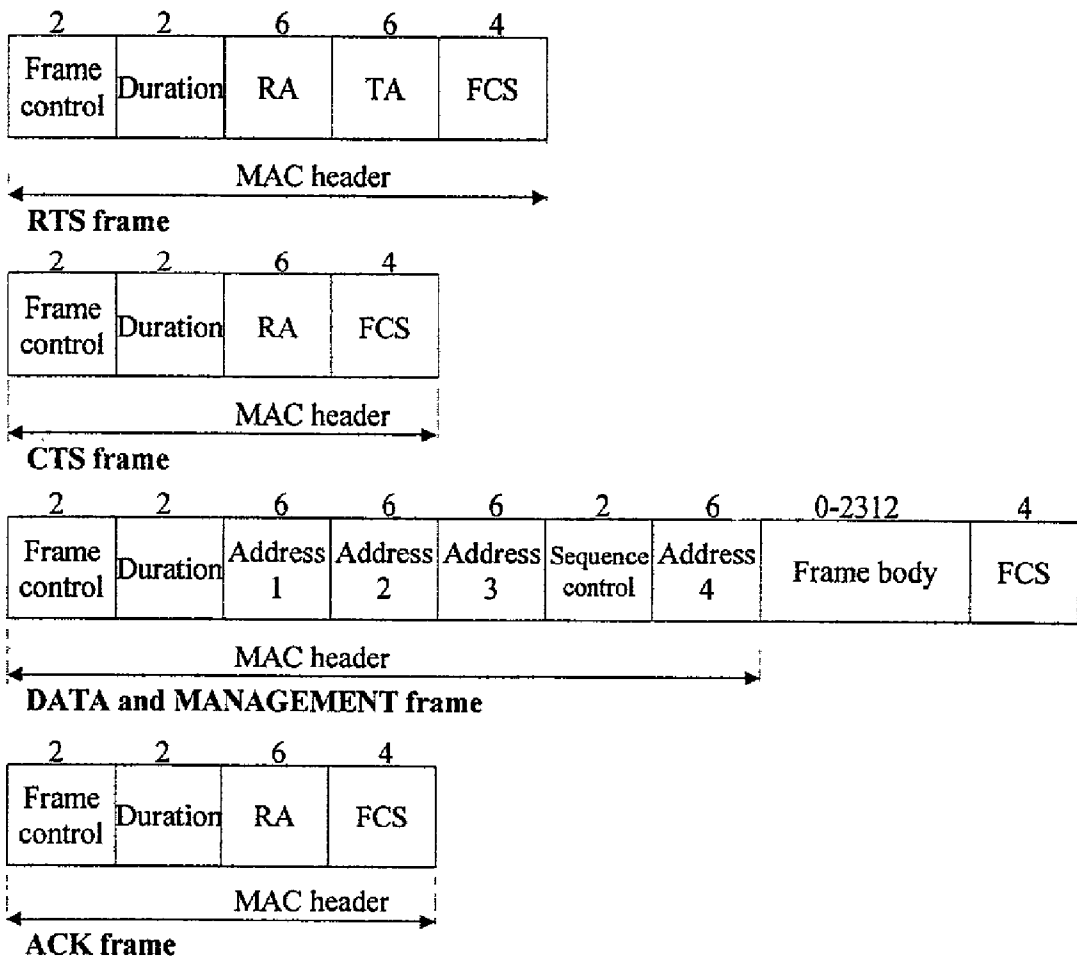 2 2 6 6 4
Frame control Duration RA TA FCS
MAC header
RTS frame
2 2 6 4
Frame control Duration RA FCS
MAC header
CTS frame
2 2 6 6 6 2 6 0-2312 4
Frame control Duration Address 1 Address 2 Address 3 Sequence control Address 4 Frame body FCS
MAC header
DATA and MANAGEMENT frame
2 2 6 4
Frame control Duration RA FCS
MAC header
ACK frame